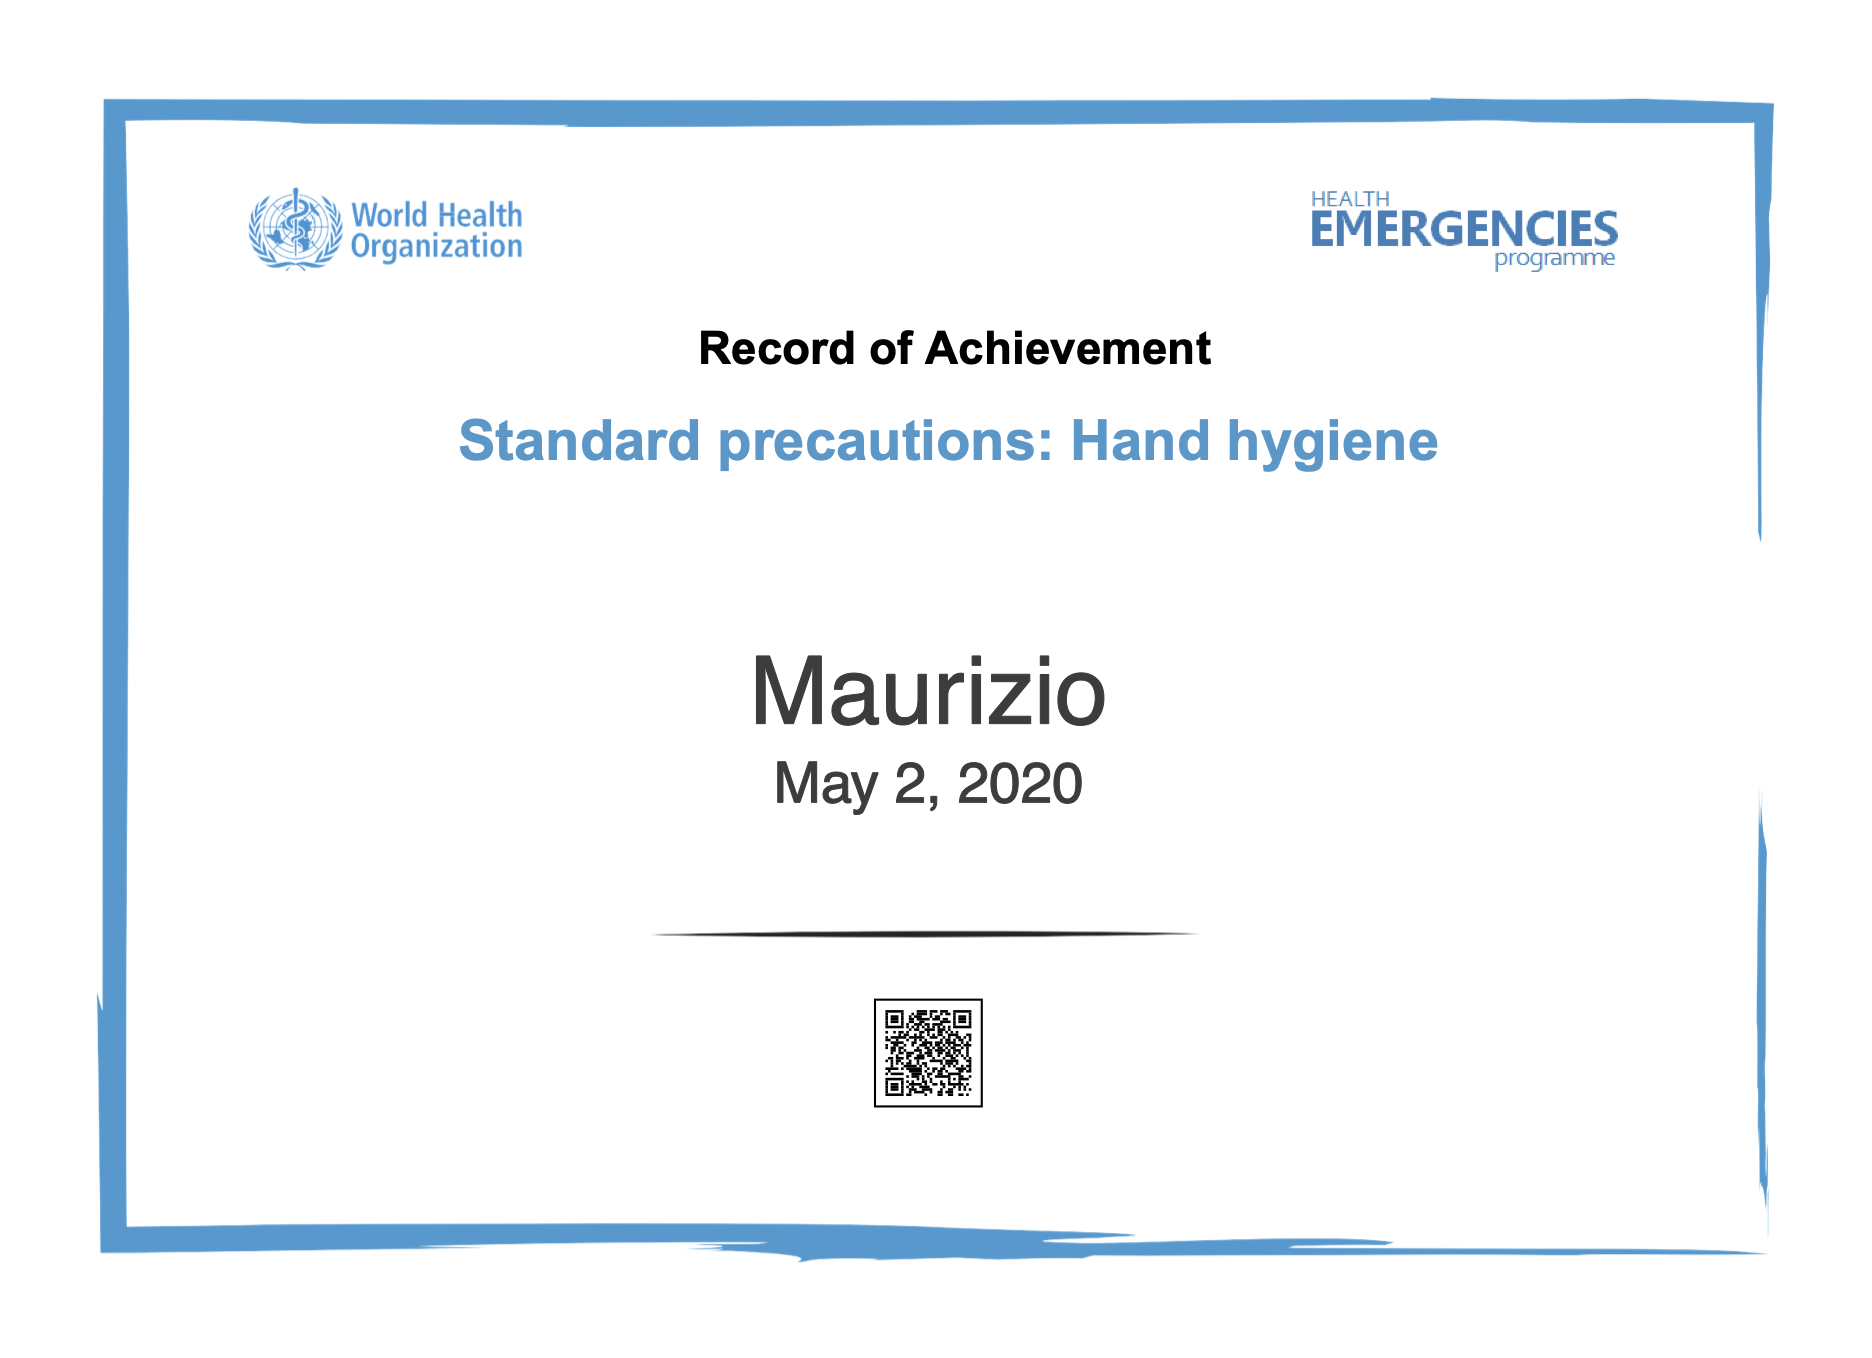 World Health
Organization
HEALTH
EMERGENCIES
programme
Record of Achievement
Standard precautions: Hand hygiene
Maurizio
May 2, 2020